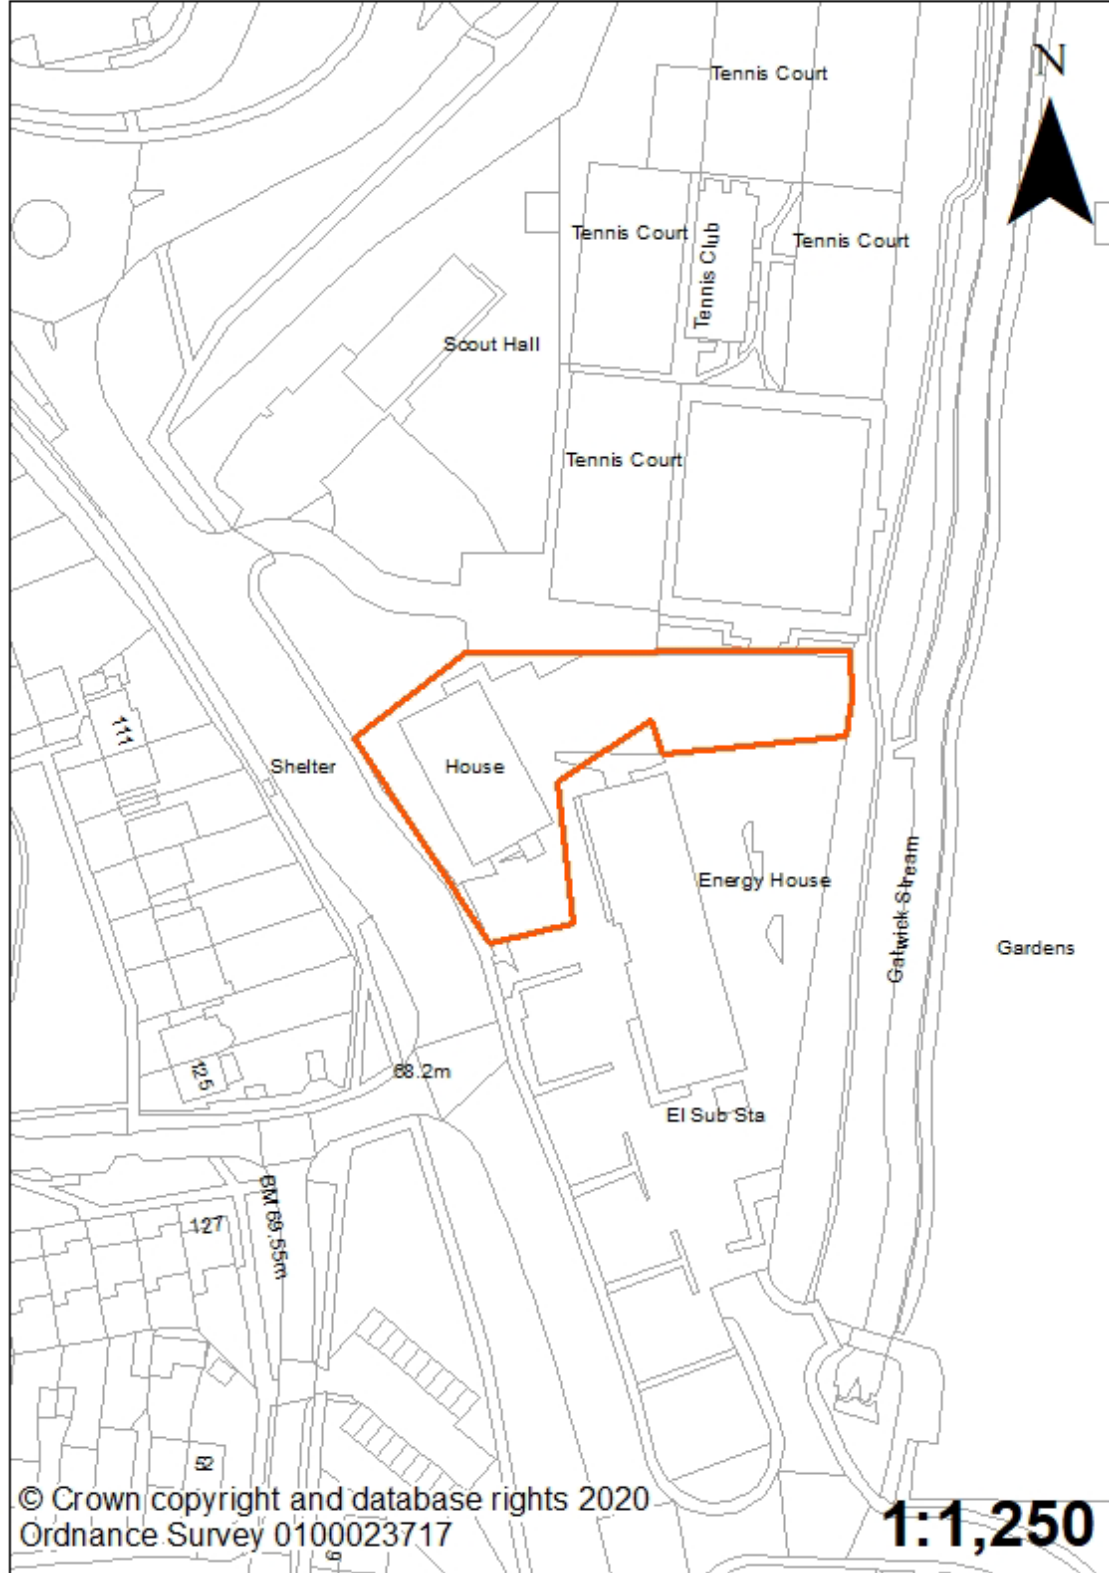 Tennis Court
N
Tennis Court
Tennis Club
Tennis Court
Scout Hall
Tennis Court
111
Shelter
House
Energy House
Gatwick Stream
Gardens
125
68.2m
El Sub Sta
BM 69.55m
127
52
© Crown copyright and database rights 2020
Ordnance Survey 0100023717
1:1,250